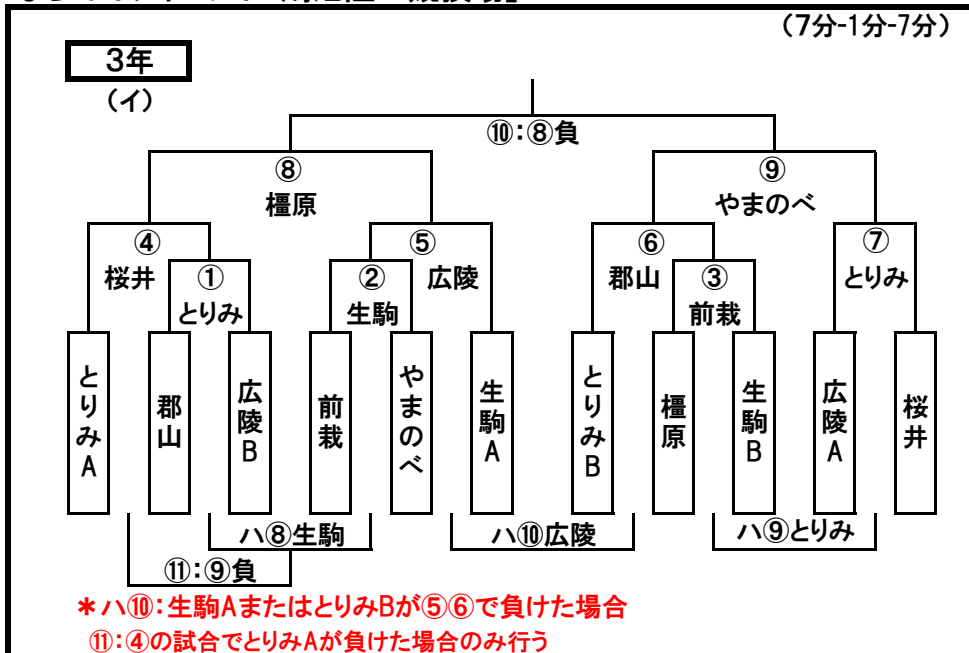 (7分-1分-7分)
3年
(イ)
⑩:⑧負
⑧
橿原
⑨
やまのべ
④
桜井
⑤
広陵
⑥
郡山
⑦
とりみ
①
とりみ
②
生駒
③
前栽
とりみA
郡山
広陵B
前栽
やまのべ
生駒A
とりみB
橿原
生駒B
広陵A
桜井
ハ⑧生駒
ハ⑩広陵
ハ⑨とりみ
⑪:⑨負
*ハ⑩:生駒AまたはとりみBが⑤⑥で負けた場合
⑪:④の試合でとりみAが負けた場合のみ行う